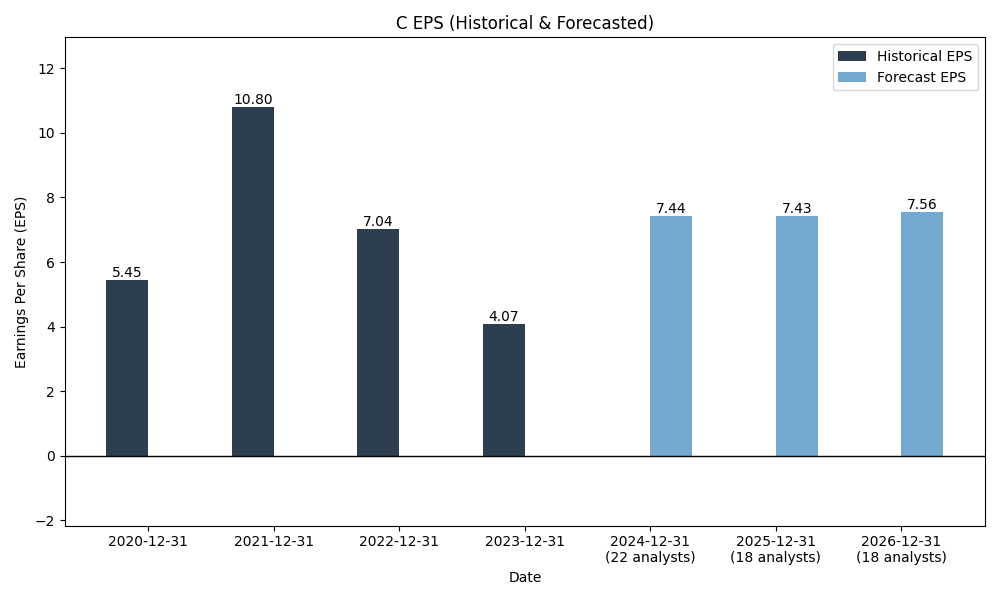 C EPS (Historical & Forecasted)
Historical EPS
Forecast EPS
Earnings Per Share (EPS)
12
10
8
6
4
2
0
−2
5.45
10.80
7.04
4.07
7.44
7.43
7.56
2020-12-31
2021-12-31
2022-12-31
2023-12-31
2024-12-31
(22 analysts)
2025-12-31
(18 analysts)
2026-12-31
(18 analysts)
Date